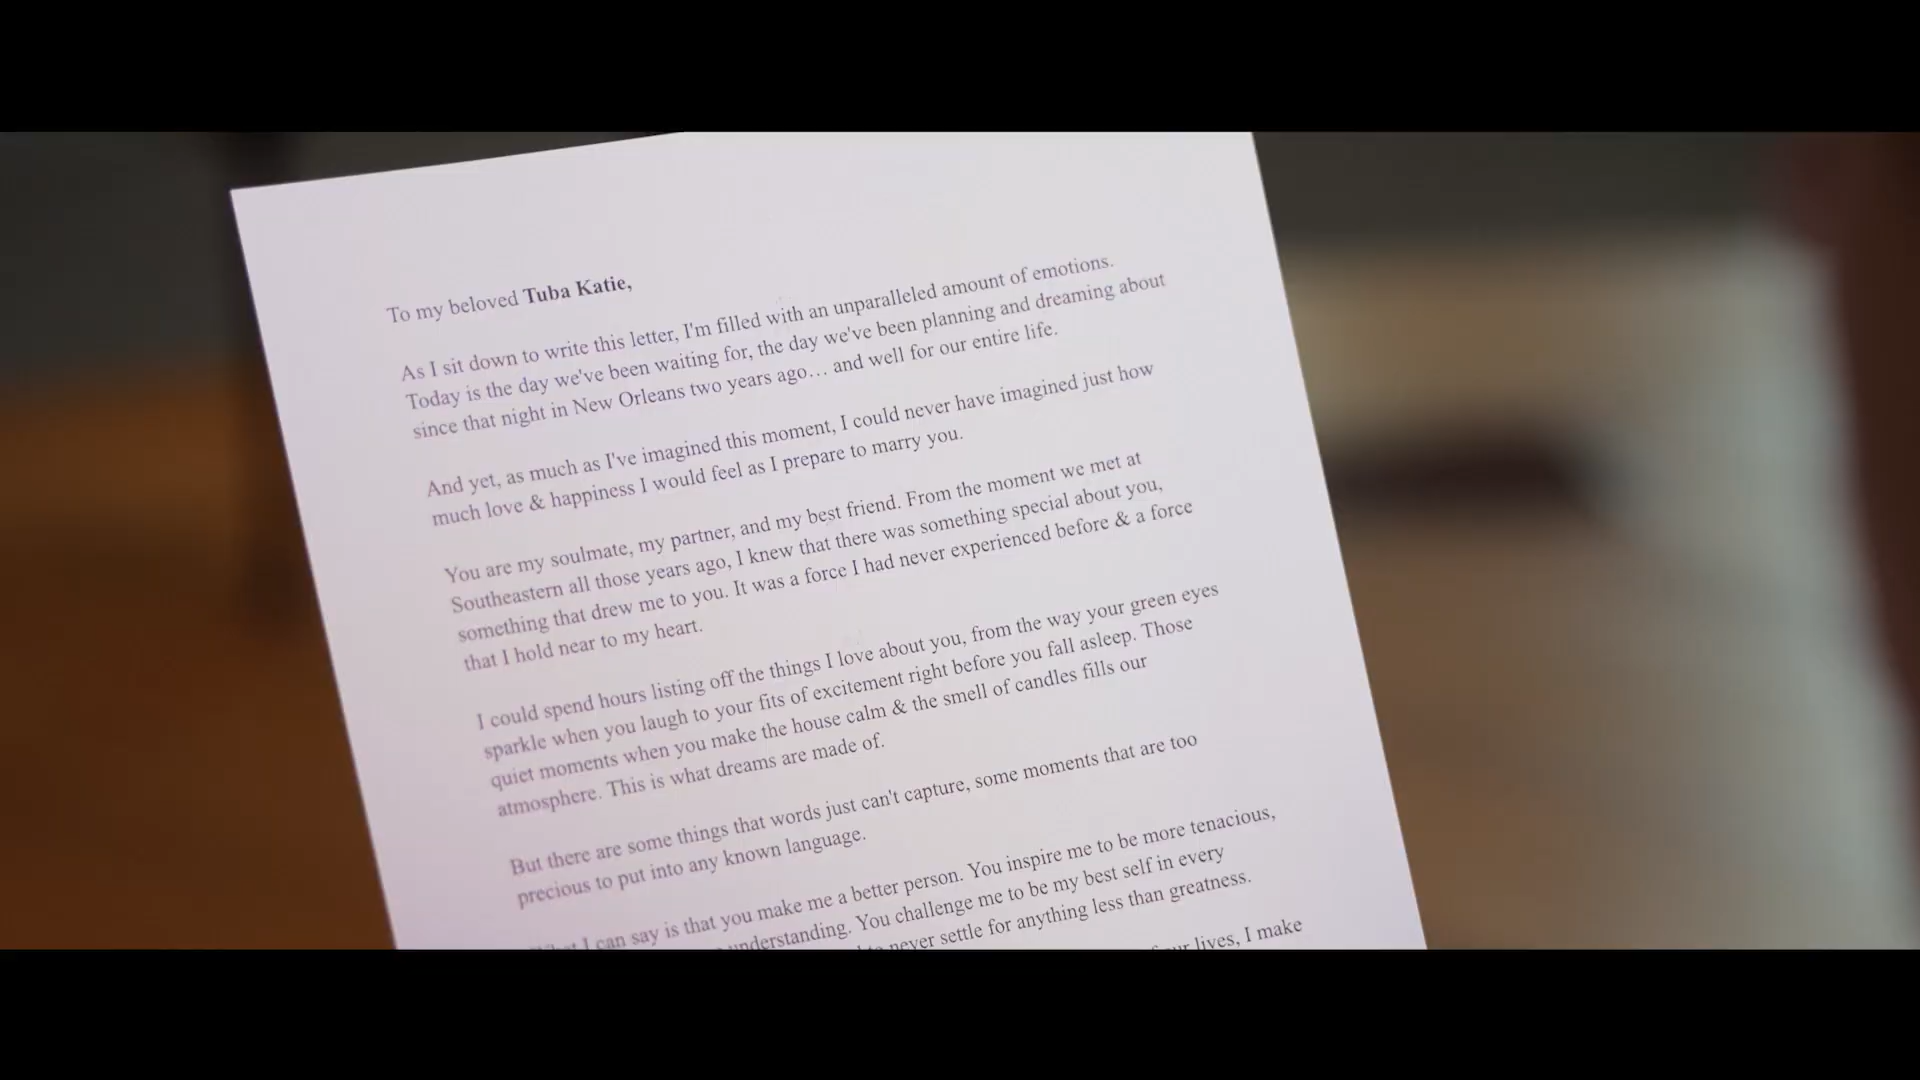 To my beloved Tuba Katie,
As I sit down to write this letter, I'm filled with an unparalleled amount of emotions.
Today is the day we've been waiting for, the day we've been planning and dreaming about
since that night in New Orleans two years ago… and well for our entire life.
And yet, as much as I've imagined this moment, I could never have imagined just how
much love & happiness I would feel as I prepare to marry you.
You are my soulmate, my partner, and my best friend. From the moment we met at
Southeastern all those years ago, I knew that there was something special about you,
something that drew me to you. It was a force I had never experienced before & a force
that I hold near to my heart.
I could spend hours listing off the things I love about you, from the way your green eyes
sparkle when you laugh to your fits of excitement right before you fall asleep. Those
quiet moments when you make the house calm & the smell of candles fills our
atmosphere. This is what dreams are made of.
But there are some things that words just can't capture, some moments that are too
precious to put into any known language.
I can say is that you make me a better person. You inspire me to be more tenacious,
understanding. You challenge me to be my best self in every
to never settle for anything less than greatness.
our lives, I make